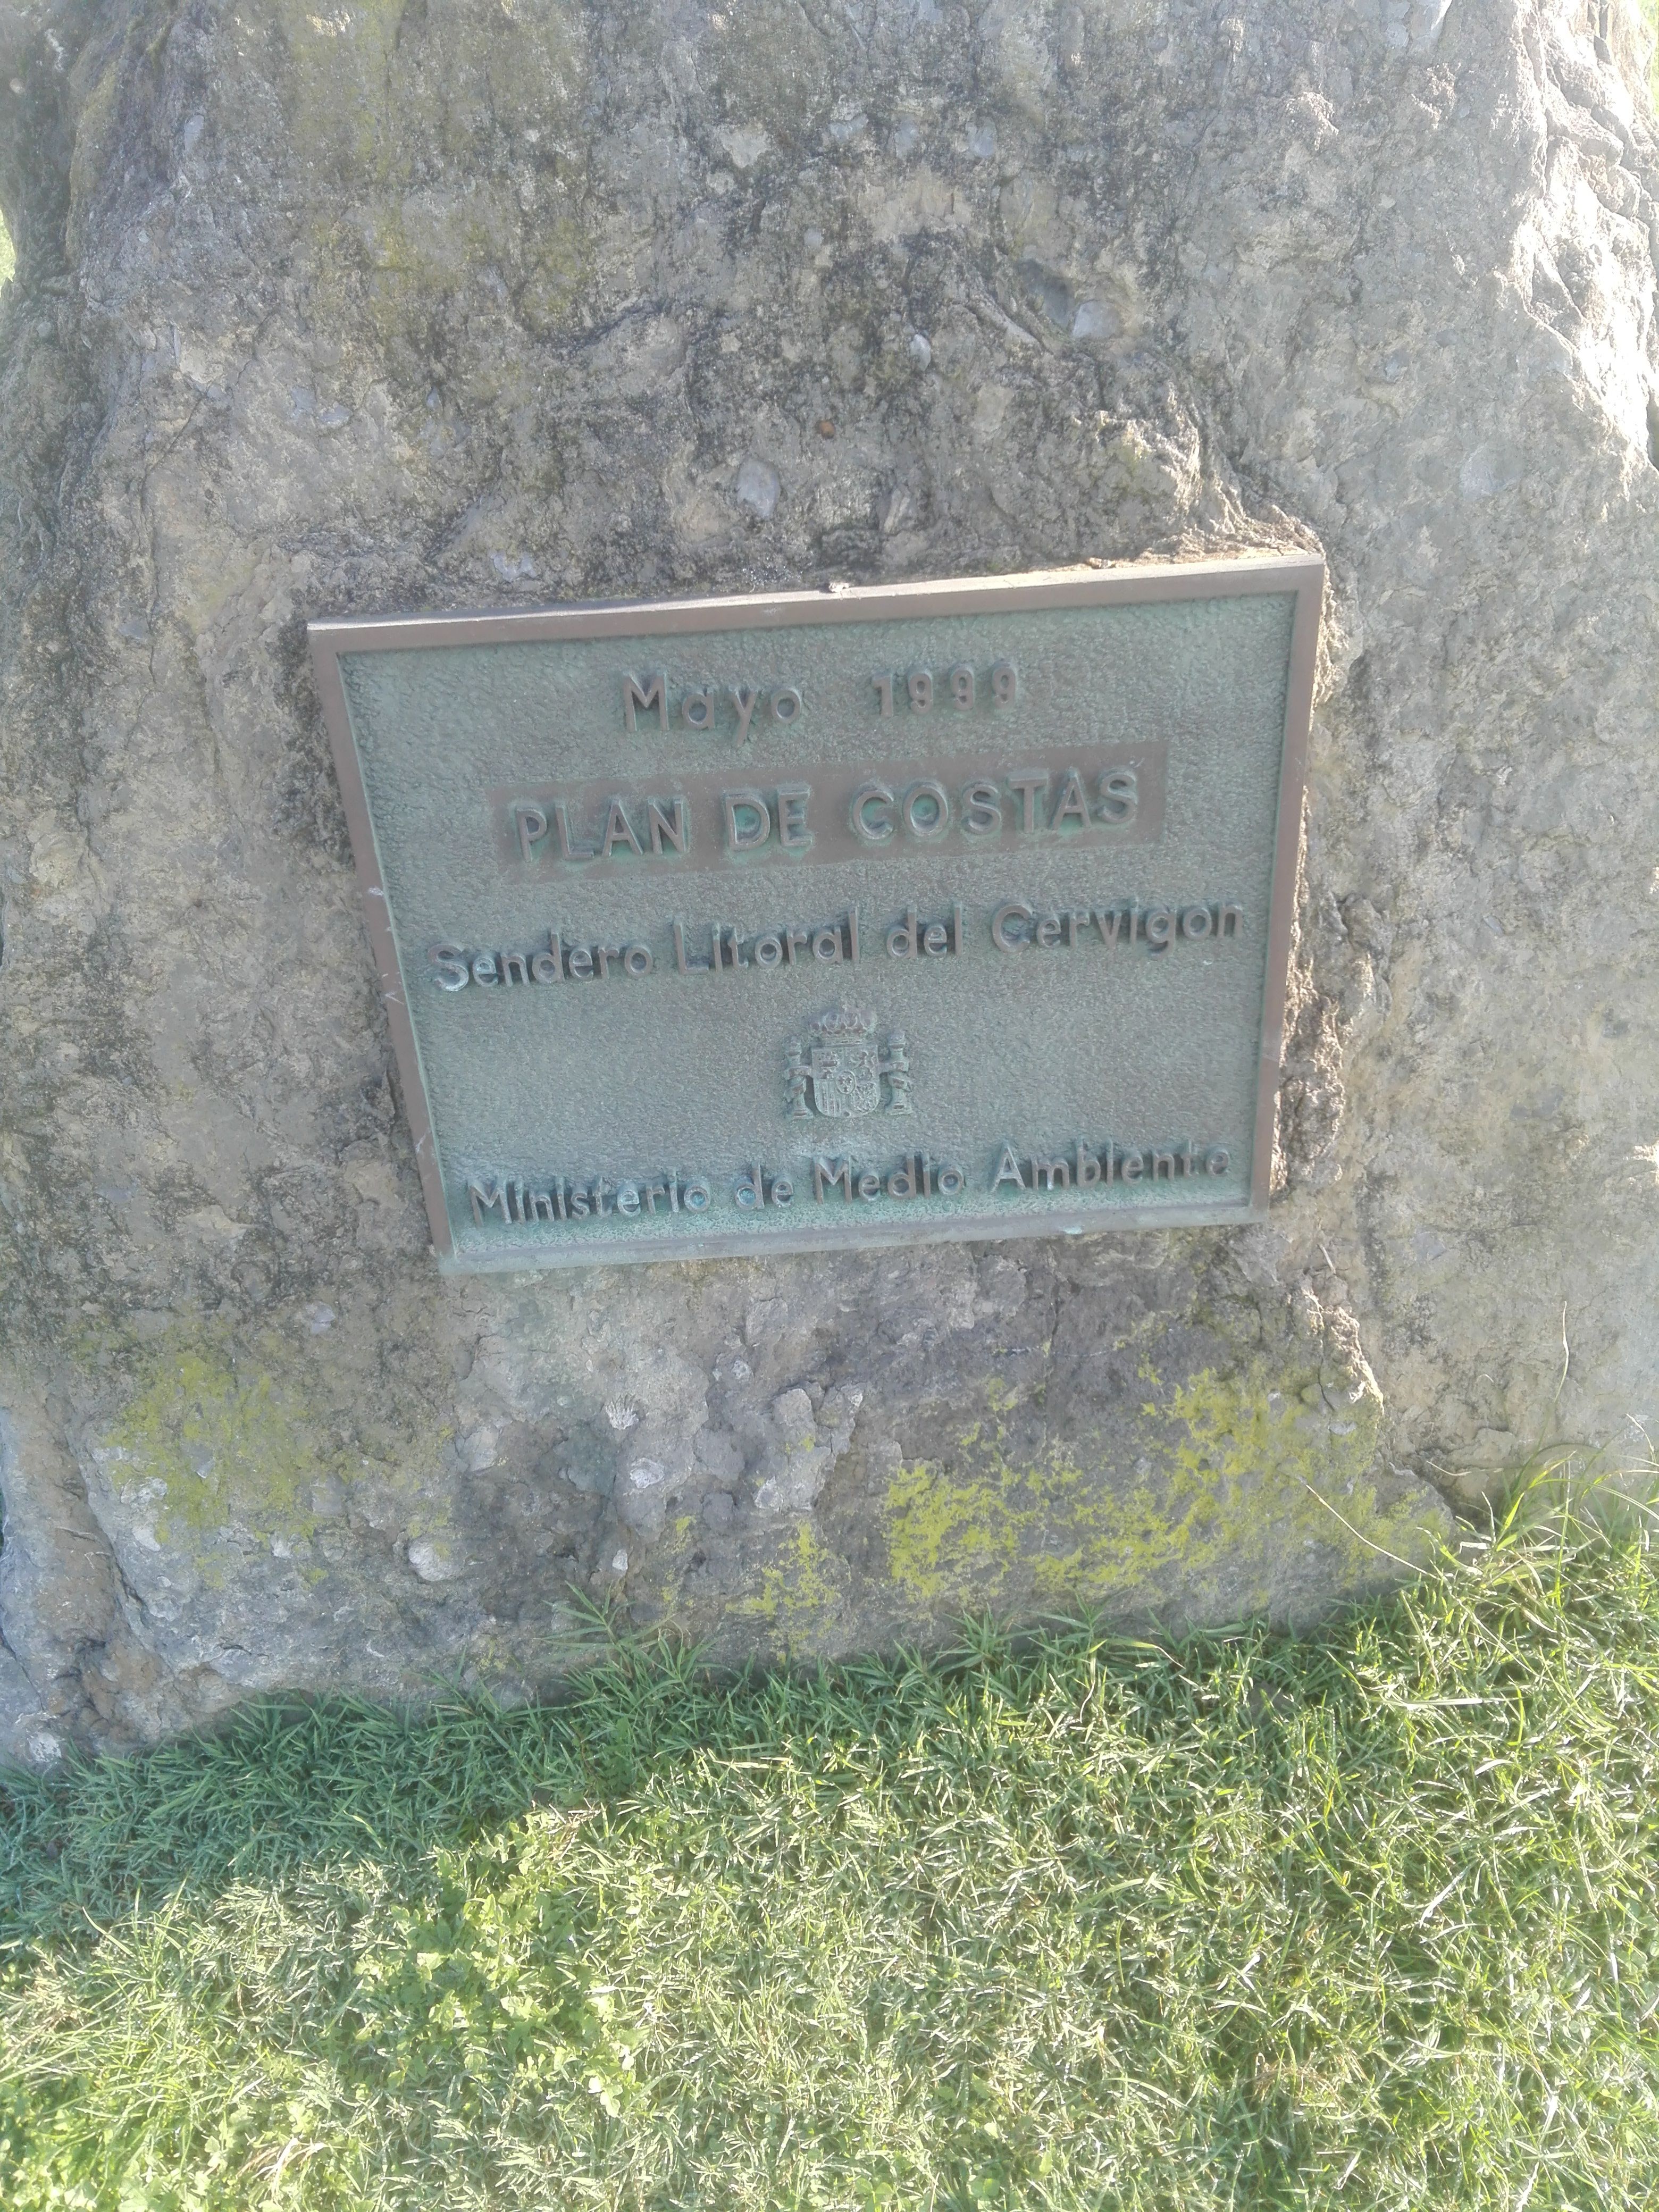 Mayo 1999
PLAN DE COSTAS
Sendero Litoral del Cervigon
Ministerio de Medio Ambiente